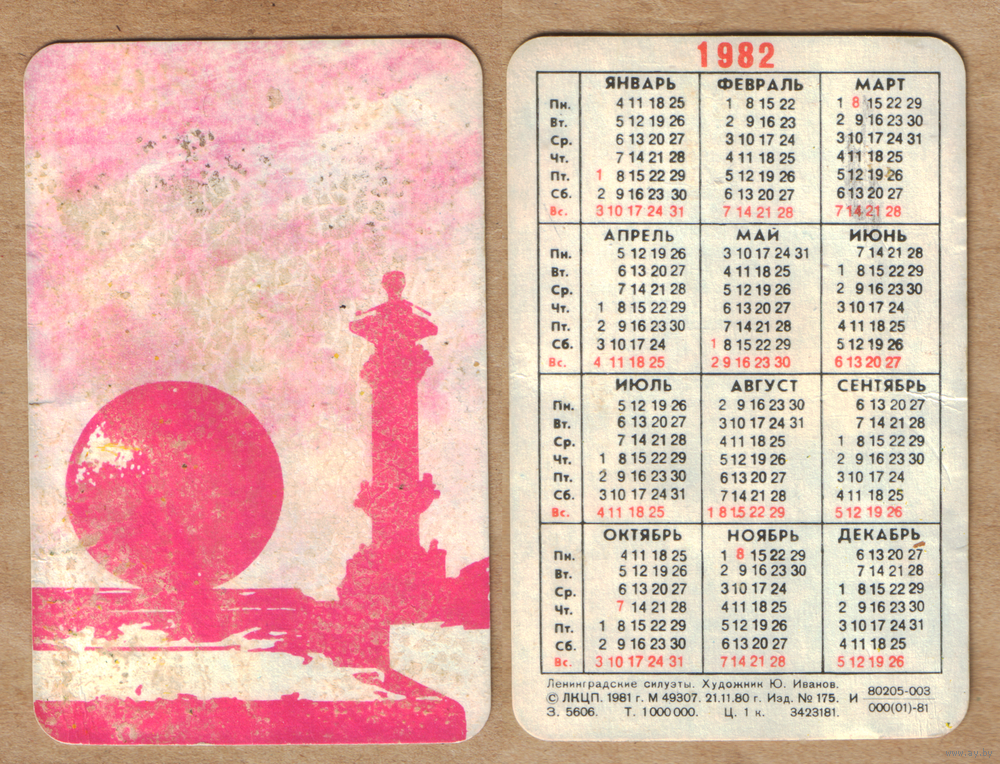 1982
ЯНВАРЬ ФЕВРАЛЬ МАРТ
Пн. 4 11 18 25 1 8 15 22 1 8 15 22 29
Вт. 5 12 19 26 2 9 16 23 2 9 16 23 30
Ср. 6 13 20 27 3 10 17 24 3 10 17 24 31
Чт. 7 14 21 28 4 11 18 25 4 11 18 25
Пт. 1 8 15 22 29 5 12 19 26 5 12 19 26
Сб. 2 9 16 23 30 6 13 20 27 6 13 20 27
Вс. 3 10 17 24 31 7 14 21 28 7 14 21 28
АПРЕЛЬ МАЙ ИЮНЬ
Пн. 5 12 19 26 3 10 17 24 31 7 14 21 28
Вт. 6 13 20 27 4 11 18 25 1 8 15 22 29
Ср. 7 14 21 28 5 12 19 26 2 9 16 23 30
Чт. 1 8 15 22 29 6 13 20 27 3 10 17 24
Пт. 2 9 16 23 30 7 14 21 28 4 11 18 25
Сб. 3 10 17 24 1 8 15 22 29 5 12 19 26
Вс. 4 11 18 25 2 9 16 23 30 6 13 20 27
ИЮЛЬ АВГУСТ СЕНТЯБРЬ
Пн. 5 12 19 26 2 9 16 23 30 6 13 20 27
Вт. 6 13 20 27 3 10 17 24 31 7 14 21 28
Ср. 7 14 21 28 4 11 18 25 1 8 15 22 29
Чт. 1 8 15 22 29 5 12 19 26 2 9 16 23 30
Пт. 2 9 16 23 30 6 13 20 27 3 10 17 24
Сб. 3 10 17 24 31 7 14 21 28 4 11 18 25
Вс. 4 11 18 25 1 8 15 22 29 5 12 19 26
ОКТЯБРЬ НОЯБРЬ ДЕКАБРЬ
Пн. 4 11 18 25 1 8 15 22 29 6 13 20 27
Вт. 5 12 19 26 2 9 16 23 30 7 14 21 28
Ср. 6 13 20 27 3 10 17 24 1 8 15 22 29
Чт. 7 14 21 28 4 11 18 25 2 9 16 23 30
Пт. 1 8 15 22 29 5 12 19 26 3 10 17 24 31
Сб. 2 9 16 23 30 6 13 20 27 4 11 18 25
Вс. 3 10 17 24 31 7 14 21 28 5 12 19 26
Ленинградские силуэты. Художник Ю. Иванов.
© ЛКЦП. 1981 г. М 49307. 21.11.80 г. Изд. № 175. И 80205-003
000(01)-81
З. 5606. Т. 1 000 000. Ц. 1 к. 3423181.